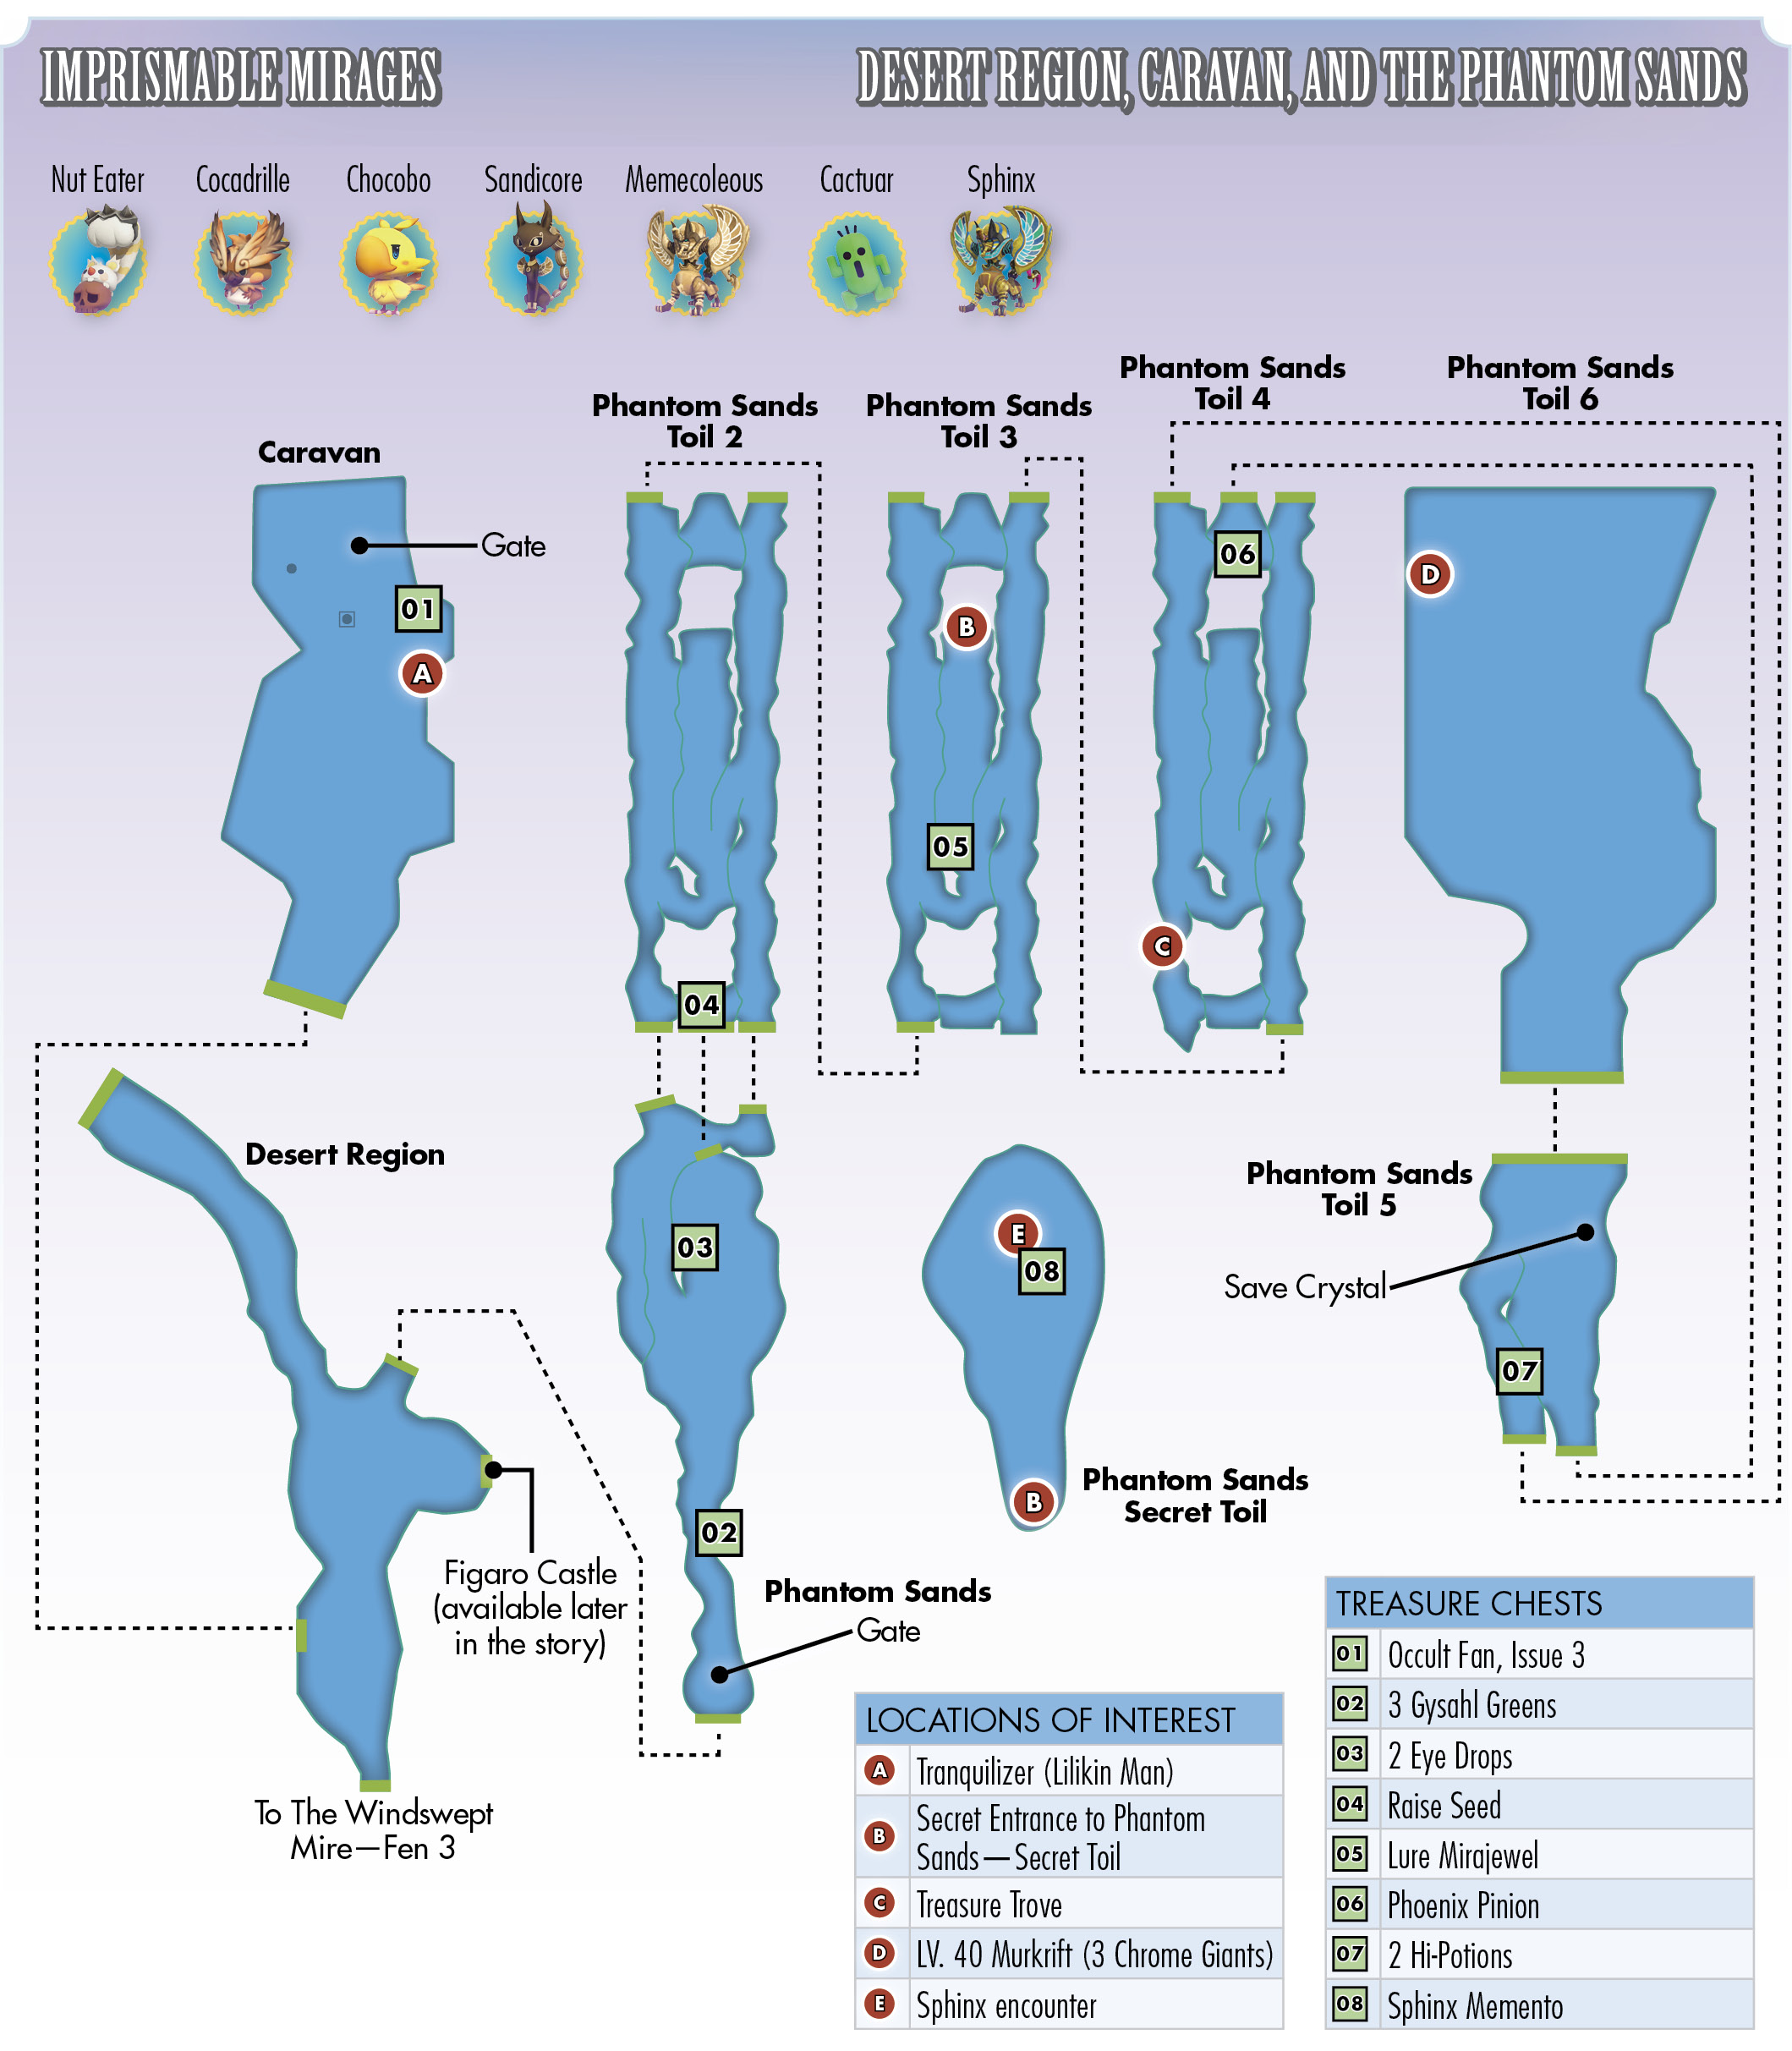 IMPRISMABLE MIRAGES
DESERT REGION, CARAVAN, AND THE PHANTOM SANDS
Nut Eater
Cocadrille
Chocobo
Sandicore
Memecoleous
Cactuar
Sphinx
Caravan
Gate
01
A
Phantom Sands
Toil 2
04
Phantom Sands
Toil 3
B
05
Phantom Sands
Toil 4
06
C
Phantom Sands
Toil 6
D
Desert Region
Figaro Castle
(available later
in the story)
To The Windswept
Mire—Fen 3
03
02
Phantom Sands
Gate
E
08
B
Phantom Sands
Secret Toil
Phantom Sands
Toil 5
Save Crystal
07
LOCATIONS OF INTEREST
A Tranquilizer (Lilikin Man)
B Secret Entrance to Phantom
Sands — Secret Toil
C Treasure Trove
D LV. 40 Murkrift (3 Chrome Giants)
E Sphinx encounter
TREASURE CHESTS
01 Occult Fan, Issue 3
02 3 Gysahl Greens
03 2 Eye Drops
04 Raise Seed
05 Lure Mirajewel
06 Phoenix Pinion
07 2 Hi-Potions
08 Sphinx Memento